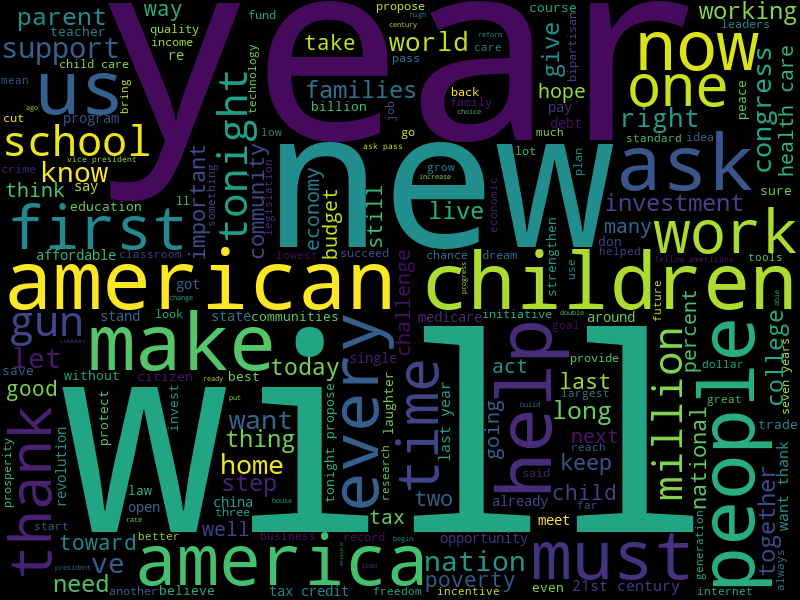 year
will
new
american
children
america
people
must
make
help
every
time
ask
work
now
one
us
school
first
tonight
thank
gun
million
know
world
families
parent
way
support
take
give
hope
working
right
congress
health care
investment
many
live
economy
budget
still
community
important
think
say
education
affordable
classroom
program
teacher
child care
quality
income
re
fund
propose
century
high
reform
leaders
care
pass
course
bipartisan
technology
bring
mean
cut
ago
vice president
crime
billion
job
back
family
choice
pay
debt
go
low
ask pass
much
lot
plan
standard
idea
peace
sure
grow
increase
economic
legislation
something
ll
lowest
succeed
chance
dream
progress
strengthen
use
don
helped
fellow americans
tools
future
got
change
look
state
communities
stand
challenge
medicare
initiative
double
goal
around
able
percent
college
dollar
great
seven years
trade
let
save
good
without
citizen
today
single
act
provide
last
largest
long
best
ready
put
want
thing
home
step
protect
invest
revolution
prosperity
law
open
china
three
two
tonight propose
research
laughter
last year
going
build
next
reach
keep
said
already
child
far
national
together
want thank
always
generation
internet
start
rate
better
house
well
tax
business
record
begin
lead
opportunity
meet
nation
poverty
even
21st century
incentive
freedom
tax credit
believe
another
need
toward
ve
president